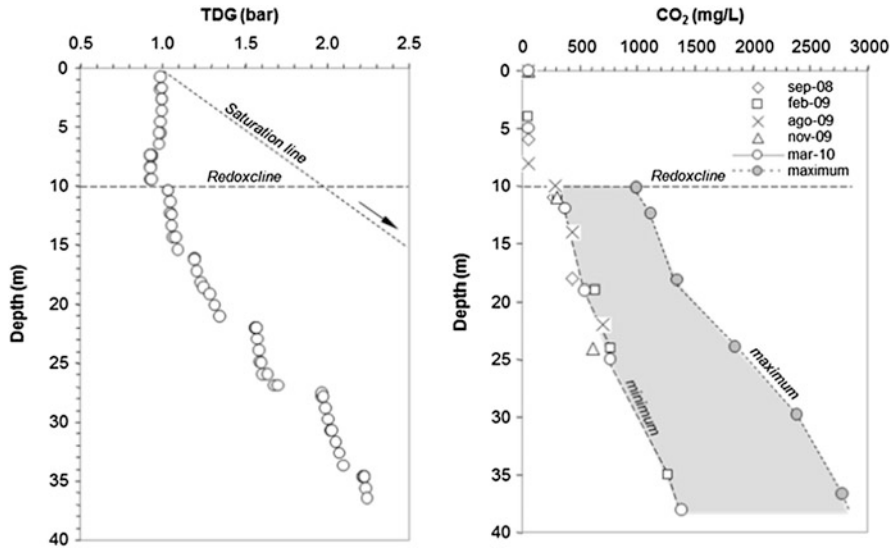 TDG (bar)
0.5 1.0 1.5 2.0 2.5
0
5
10
15
20
25
30
35
40
Depth (m)
Saturation line
Redoxcline
CO2 (mg/L)
0 500 1000 1500 2000 2500 3000
0
5
10
15
20
25
30
35
40
Depth (m)
sep-08
feb-09
ago-09
nov-09
mar-10
maximum
Redoxcline
minimum
maximum